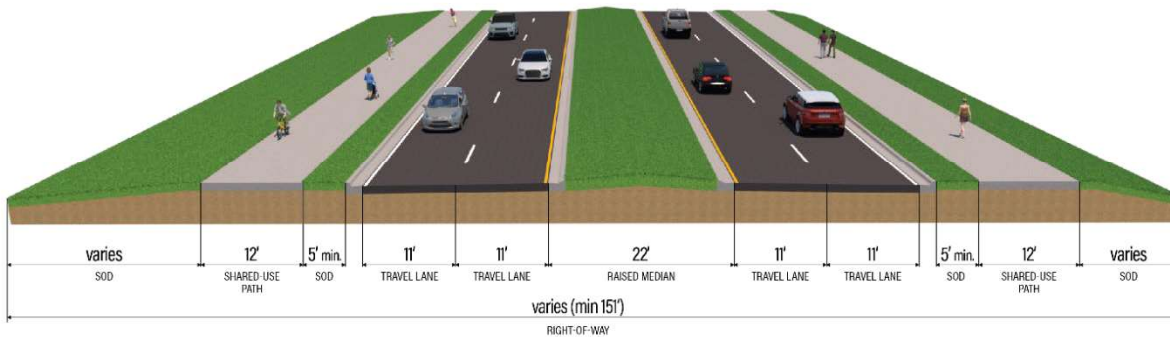 varies
SOD
12'
SHARED-USE
PATH
5' min.
SOD
11'
TRAVEL LANE
11'
TRAVEL LANE
22'
RAISED MEDIAN
11'
TRAVEL LANE
11'
TRAVEL LANE
5' min.
SOD
12'
SHARED-USE
PATH
varies
SOD
varies (min 151')
RIGHT-OF-WAY